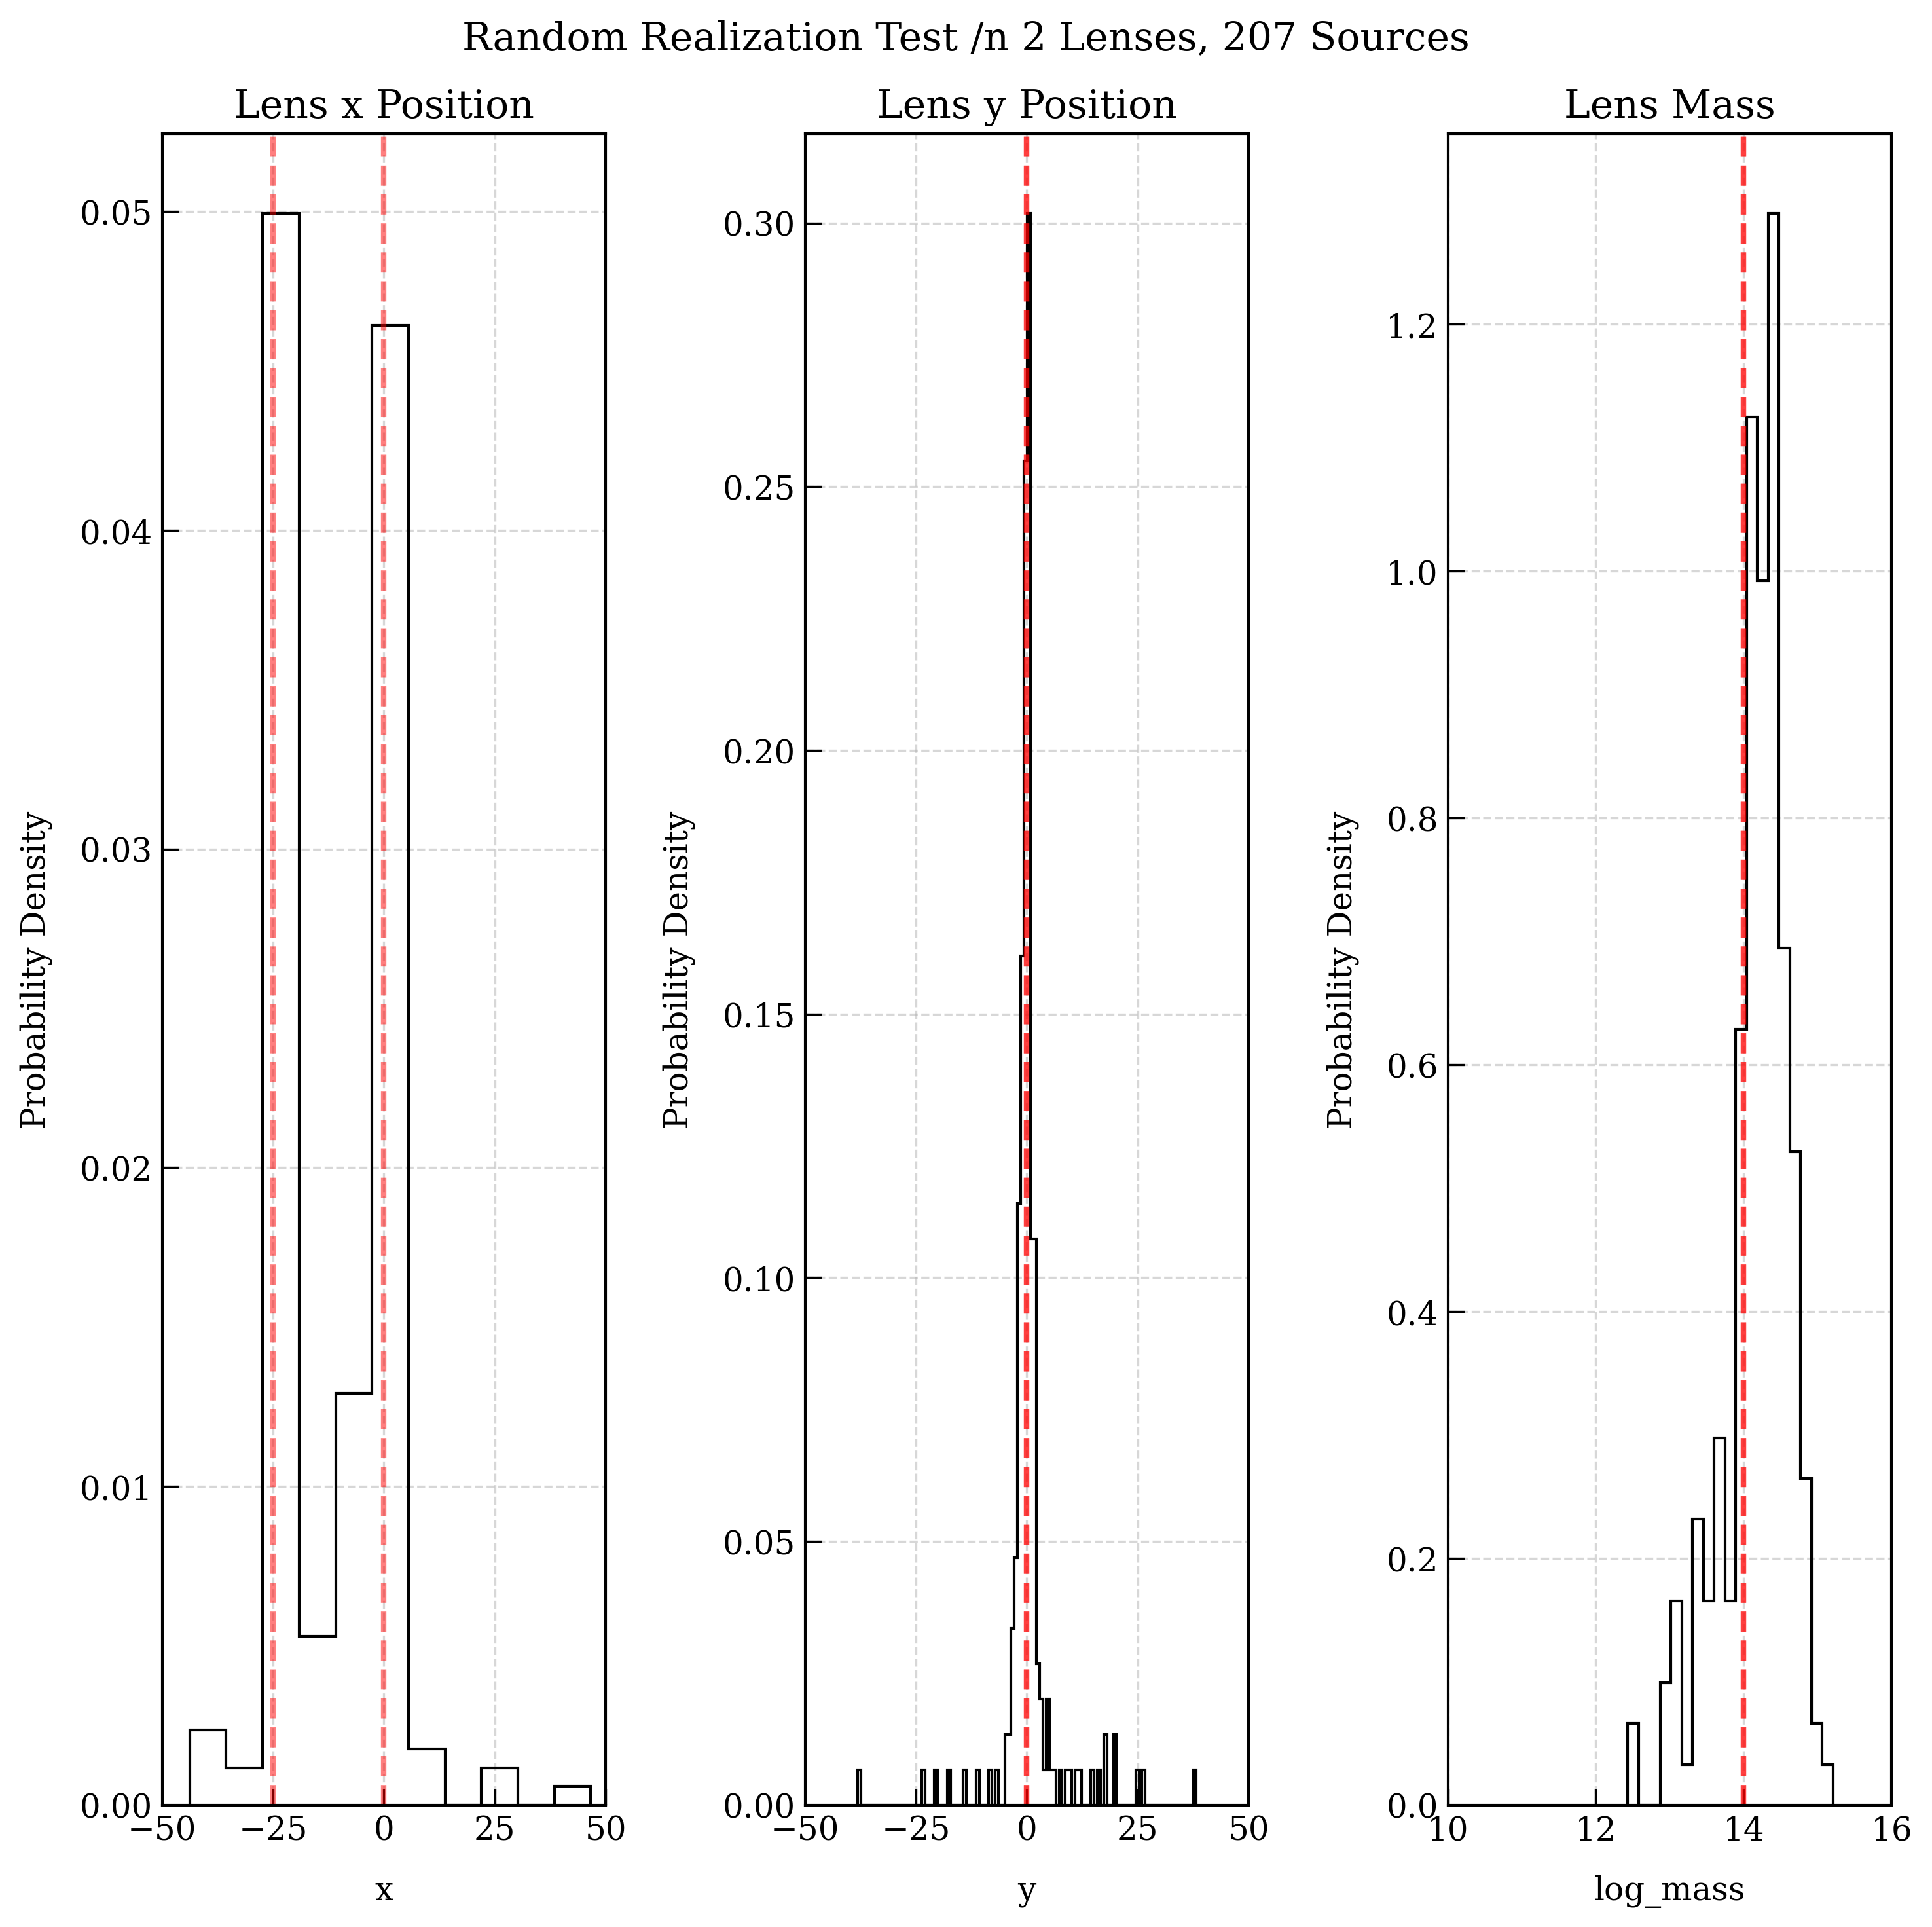 Random Realization Test /n 2 Lenses, 207 Sources
Lens x Position
0.05
0.04
0.03
0.02
0.01
0.00
−50 −25 0 25 50
x
Probability Density
Lens y Position
0.30
0.25
0.20
0.15
0.10
0.05
0.00
−50 −25 0 25 50
y
Probability Density
Lens Mass
1.2
1.0
0.8
0.6
0.4
0.2
0.0
10 12 14 16
log_mass
Probability Density